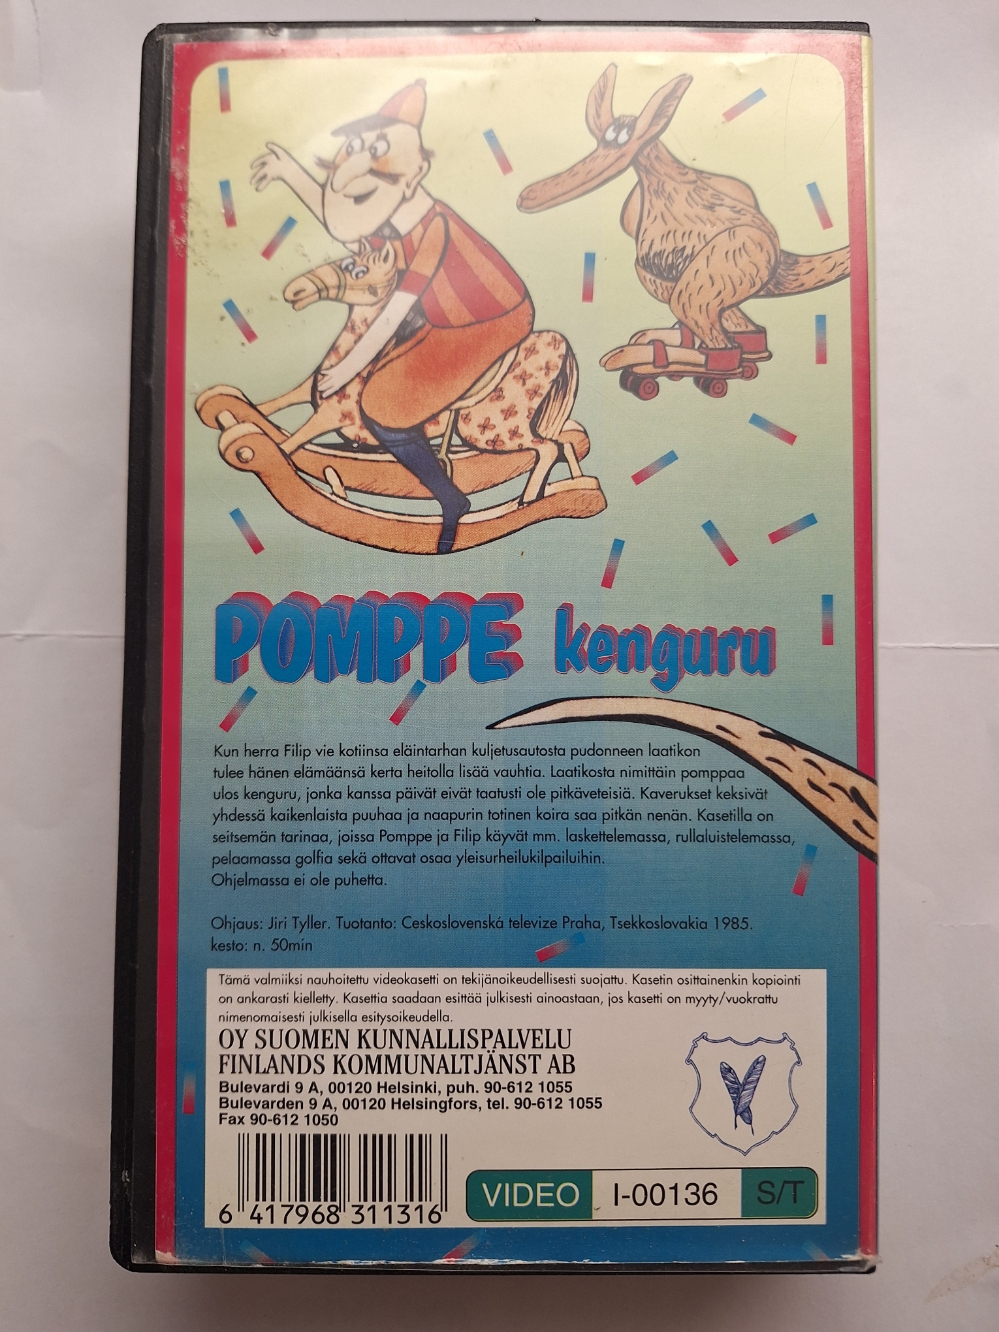 POMPPE kenguru
Kun herra Filip vie kotiinsa eläintarhan kuljetusautosta pudonneen laatikon
tulee hänen elämäänsä kerta heitolla lisää vauhtia. Laatikosta nimittäin pomppaa
ulos kenguru, jonka kanssa päivät eivät taatusti ole pitkäveteisiä. Kaverukset keksivät
yhdessä kaikenlaista puuhaa ja naapurin totinen koira saa pitkän nenän. Kasetilla on
seitsemän tarinaa, joissa Pomppe ja Filip käyvät mm. laskettelemassa, rullaluistelemassa,
pelaamassa golfia sekä ottavat osaa yleisurheilukilpailuihin.
Ohjelmassa ei ole puhetta.
Ohjaus: Jiri Tyller. Tuotanto: Ceskoslovenská televize Praha, Tsekkoslovakia 1985.
kesto: n. 50min
Tämä valmiiksi nauhoitettu videokasetti on tekijänoikeudellisesti suojattu. Kasetin osittainenkin kopiointi
on ankarasti kielletty. Kasettia saadaan esittää julkisesti ainoastaan, jos kasetti on myyty/vuokrattu
nimenomaisesti julkisella esitysoikeudella.
OY SUOMEN KUNNALLISPALVELU
FINLANDS KOMMUNALTJÄNST AB
Bulevardi 9 A, 00120 Helsinki, puh. 90-612 1055
Bulevarden 9 A, 00120 Helsingfors, tel. 90-612 1055
Fax 90-612 1050
6 417968 311316
VIDEO I-00136 S/T